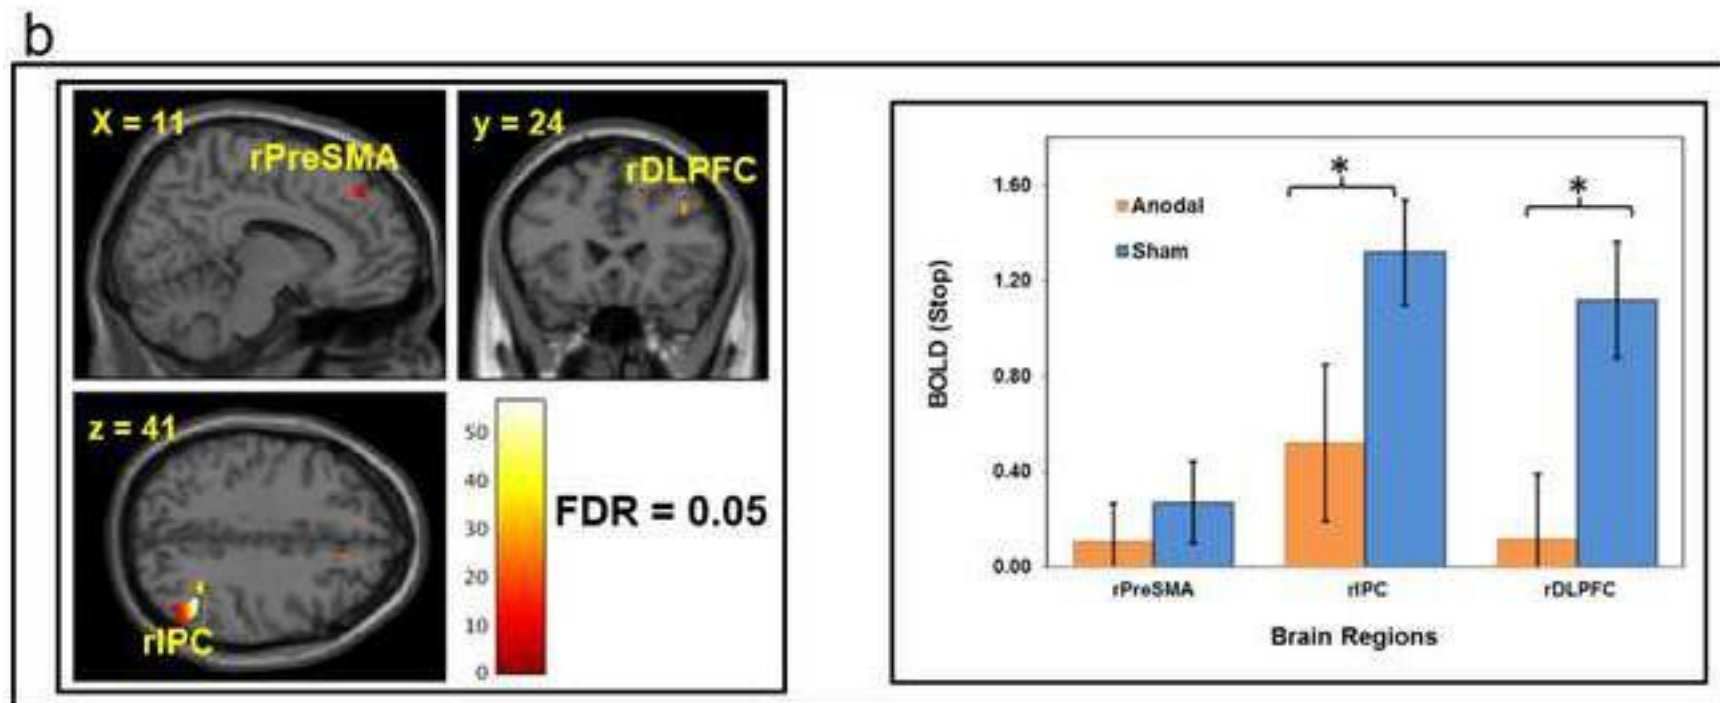 b
X = 11
rPreSMA
y = 24
rDLPFC
z = 41
rIPC
50
40
30
20
10
0
FDR = 0.05
BOLD (Stop)
1.60
1.20
0.80
0.40
0.00
Anodal
Sham
*
*
rPreSMA
rIPC
rDLPFC
Brain Regions